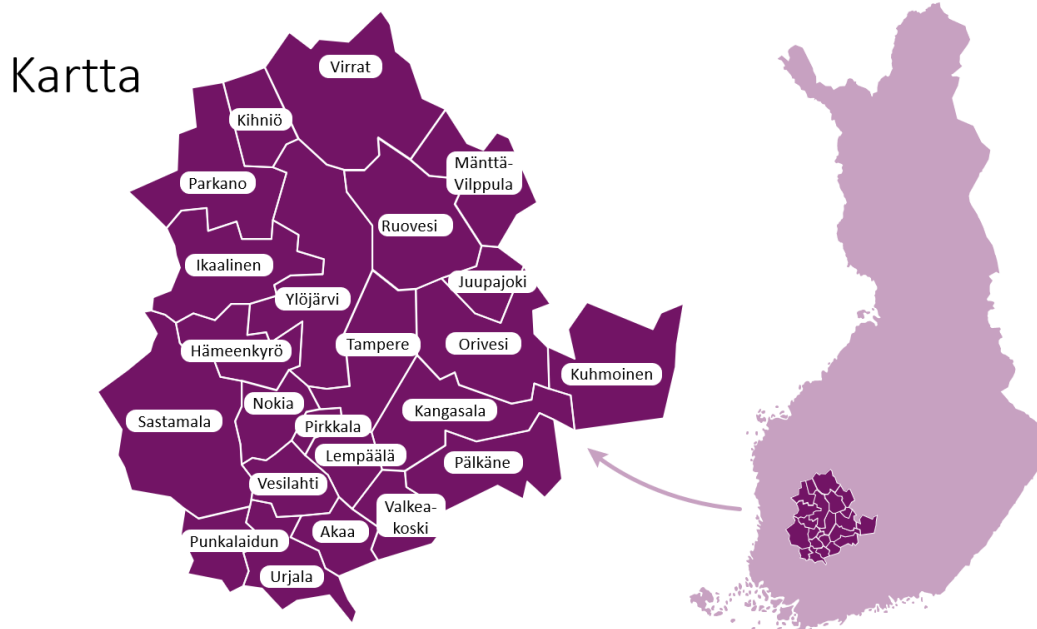 Kartta
Virrat
Kihniö
Mänttä-
Vilppula
Parkano
Ruovesi
Ikaalinen
Juupajoki
Ylöjärvi
Hämeenkyrö
Tampere
Orivesi
Kuhmoinen
Nokia
Kangasala
Sastamala
Pirkkala
Lempäälä
Pälkäne
Vesilahti
Valkea-
koski
Akaa
Punkalaidun
Urjala